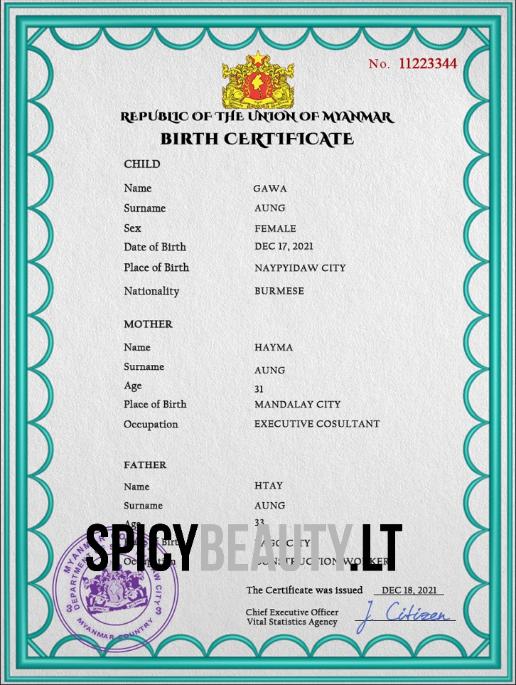 No. 11223344
REPUBLIC OF THE UNION OF MYANMAR
BIRTH CERTIFICATE
CHILD
Name GAWA
Surname AUNG
Sex FEMALE
Date of Birth DEC 17, 2021
Place of Birth NAYPYIDAW CITY
Nationality BURMESE
MOTHER
Name HAYMA
Surname AUNG
Age 31
Place of Birth MANDALAY CITY
Occupation EXECUTIVE COSULTANT
FATHER
Name HTAY
Surname AUNG
Age 33
SPICYBEAUTY.LT
CONSTRUCTION WORKER
The Certificate was issued DEC 18, 2021
Chief Executive Officer
Vital Statistics Agency
J. Citizen
MYANMAR COUNTRY